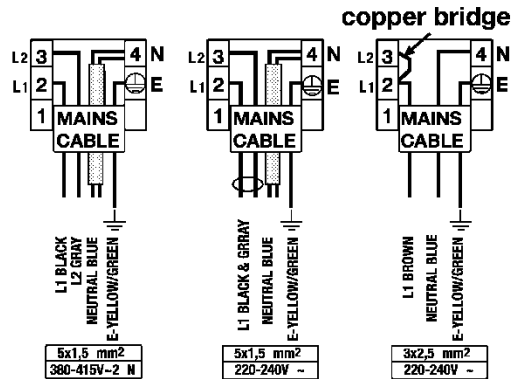 copper bridge
L2 3
4 N
L1 2
E
1
MAINS
CABLE
L1 BLACK
L2 GRAY
NEUTRAL BLUE
E-YELLOW/GREEN
5x1,5 mm2
380-415V~2 N
L2 3
4 N
L1 2
E
1
MAINS
CABLE
L1 BLACK & GRRAY
NEUTRAL BLUE
E-YELLOW/GREEN
5x1,5 mm2
220-240V ~
L2 3
4 N
L1 2
E
1
MAINS
CABLE
L1 BROWN
NEUTRAL BLUE
E-YELLOW/GREEN
3x2,5 mm2
220-240V ~